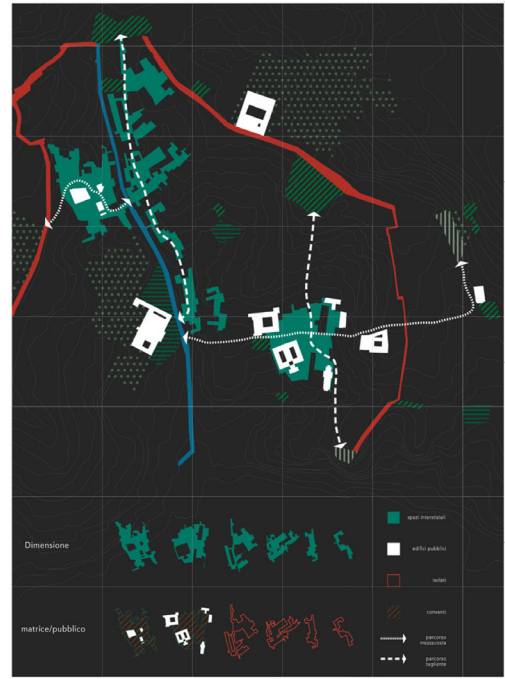 Dimensione
spazi interstiziali
edifici pubblici
isolati
matrice/pubblico
conventi
percorso
mezzacosta
percorso
tagliante